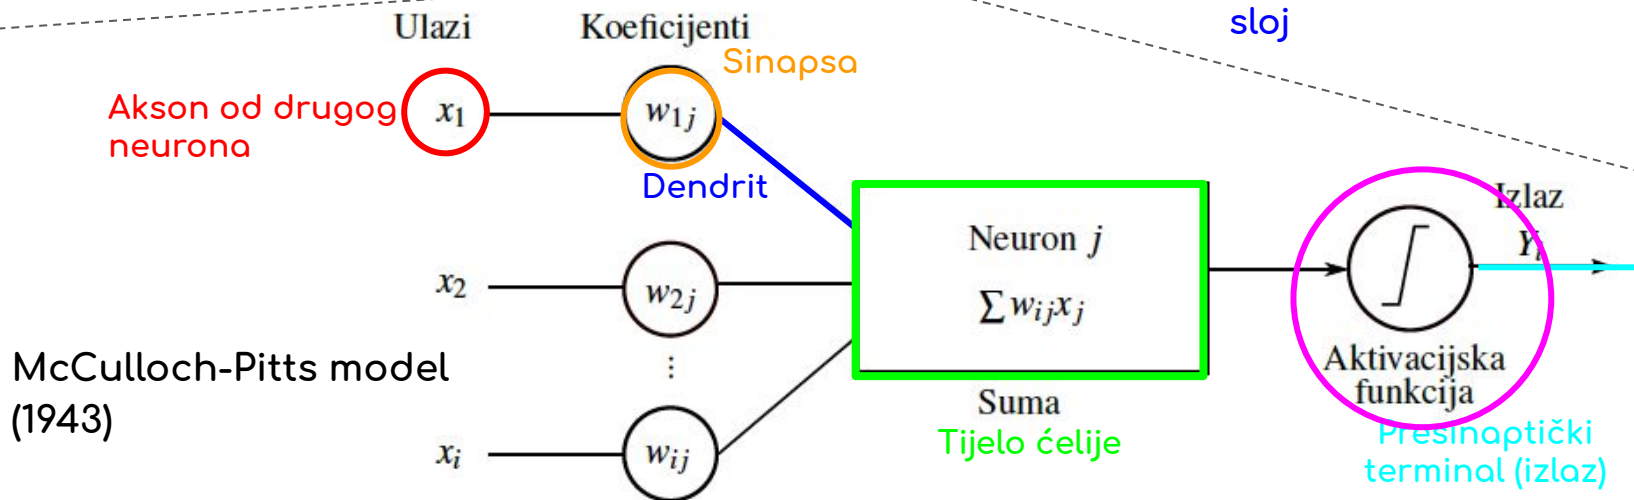 sloj
Ulazi
Koeficijenti
Sinapsa
Akson od drugog
neurona
x₁
w₁ⱼ
Dendrit
Izlaz
Yᵢ
Neuron j
∑ wᵢⱼxⱼ
x₂
w₂ⱼ
⋮
McCulloch-Pitts model
(1943)
Aktivacijska
funkcija
Suma
Tijelo ćelije
Presinaptički
terminal (izlaz)
xᵢ
wᵢⱼ